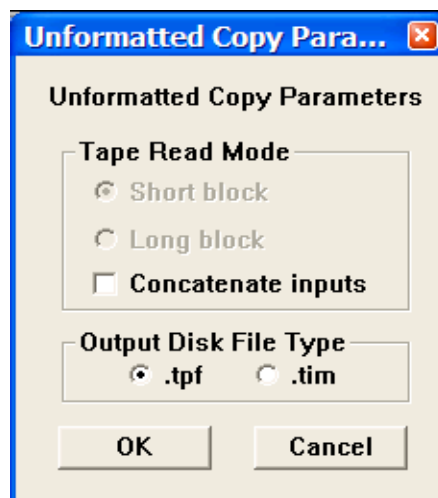 Unformatted Copy Para...
Unformatted Copy Parameters
Tape Read Mode
Short block
Long block
Concatenate inputs
Output Disk File Type
.tpf .tim
OK Cancel